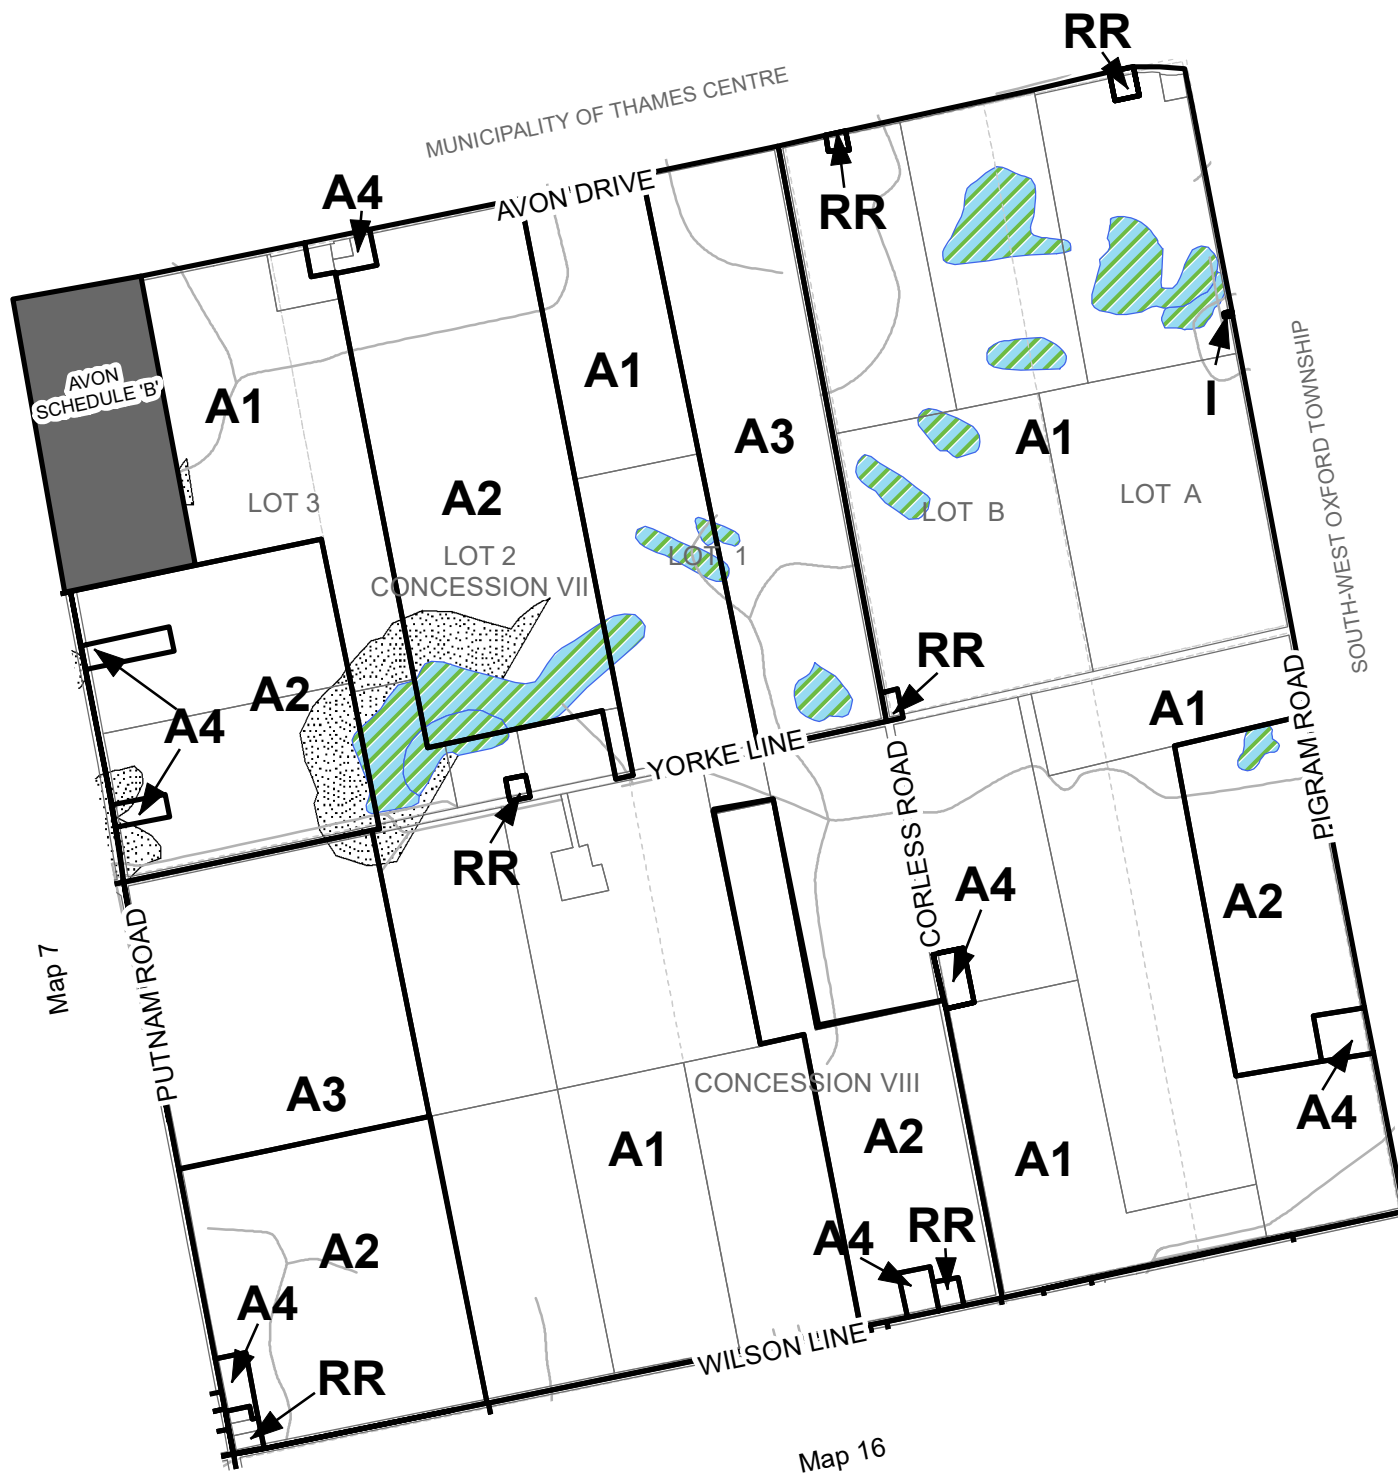 RR
MUNICIPALITY OF THAMES CENTRE
A4
AVON DRIVE
RR
AVON
SCHEDULE 'B'
A1
A1
A3
A1
I
SOUTH-WEST OXFORD TOWNSHIP
LOT 3
A2
LOT 2
CONCESSION VII
LOT 1
LOT B
LOT A
A2
A4
RR
A1
PIGRAM ROAD
YORKE LINE
CORLESS ROAD
RR
A4
A2
Map 7
PUTNAM ROAD
A3
CONCESSION VIII
A1
A2
A1
A4
A2
A4
RR
A4
RR
WILSON LINE
Map 16